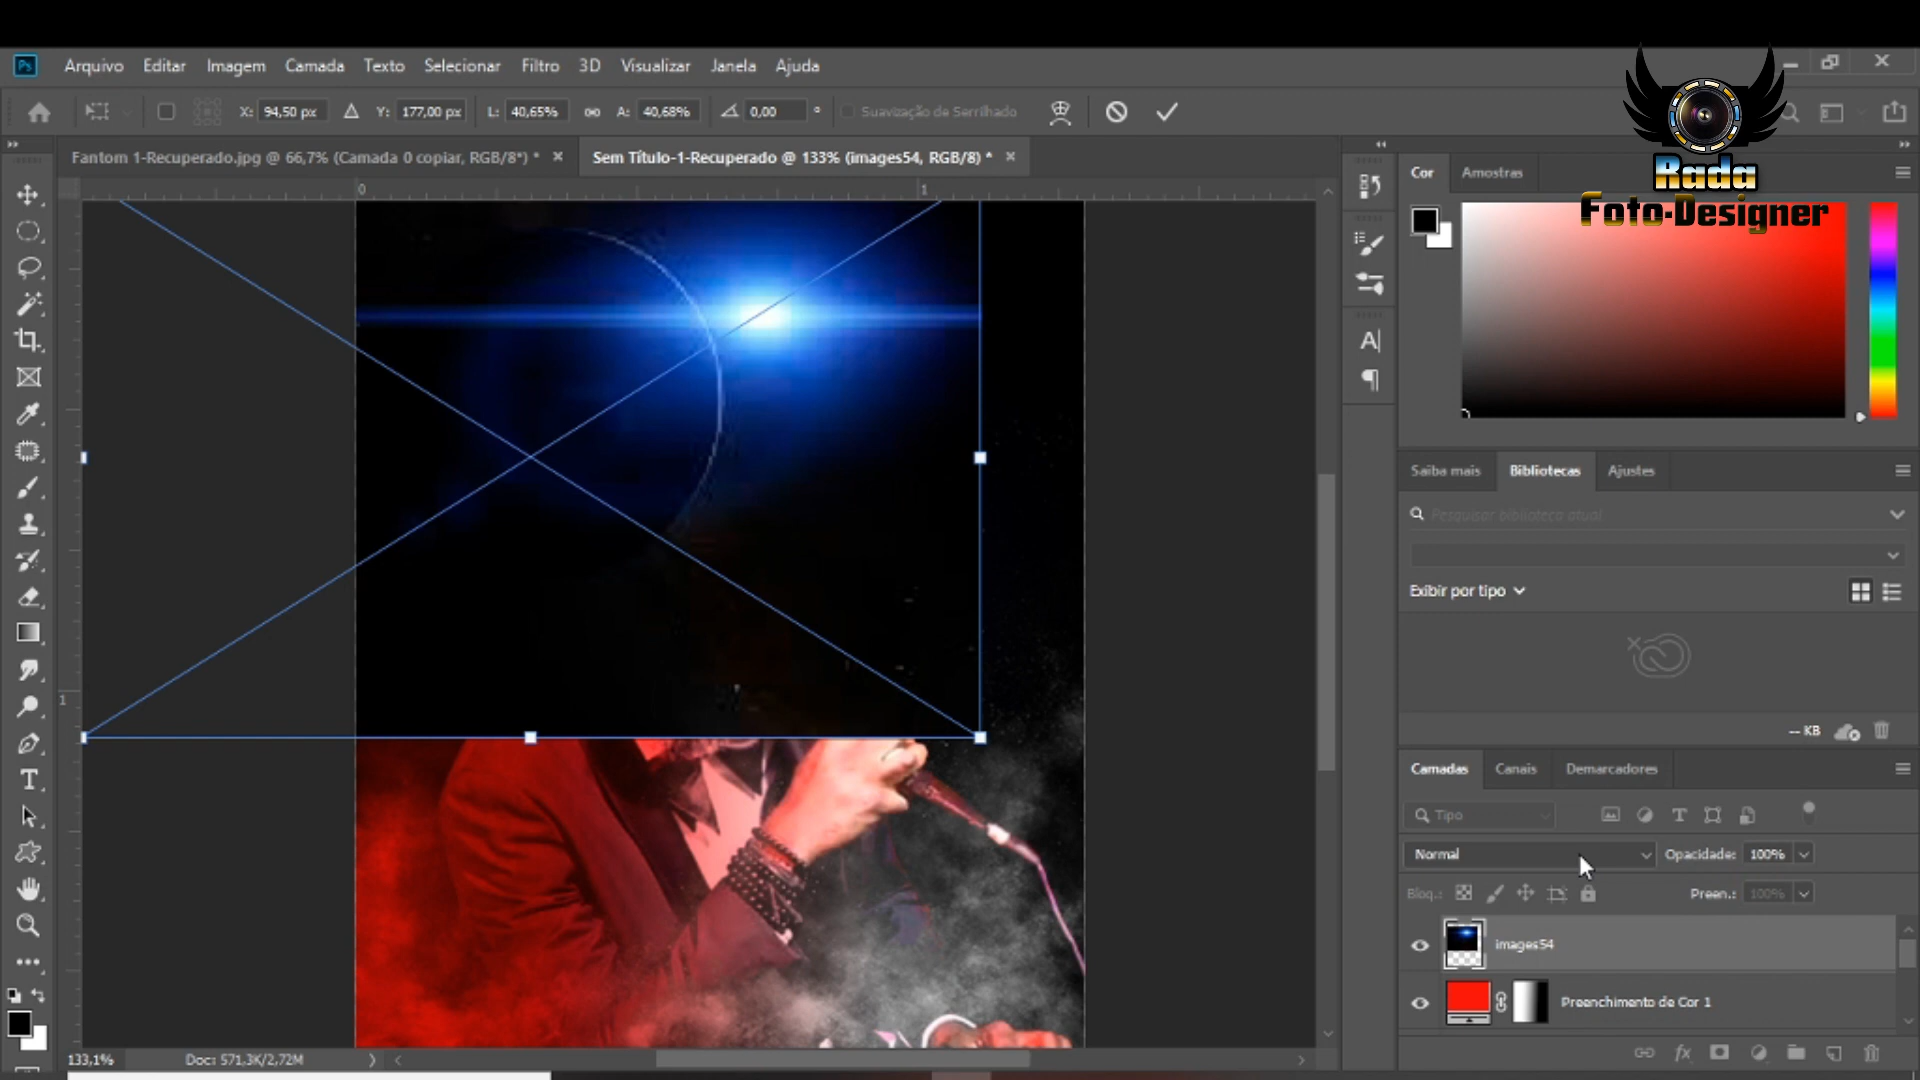 Ps Arquivo Editar Imagem Camada Texto Selecionar Filtro 3D Visualizar Janela Ajuda
X: 94,50 px Y: 177,00 px L: 40,65% A: 40,68% 0,00 ° Suavização de Serrilhado
Fantom 1-Recuperado.jpg @ 66,7% (Camada 0 copiar, RGB/8*) *
Sem Título-1-Recuperado @ 133% (images54, RGB/8) *
Rada
Foto-Designer
Cor Amostras
0 1
1
Saiba mais Bibliotecas Ajustes
Pesquisar biblioteca atual
Exibir por tipo
-- KB
Camadas Canais Demarcadores
Tipo
Normal Opacidade: 100%
Bloq.: Preen.: 100%
images54
Preenchimento de Cor 1
133,1% Doc: 571,3K/2,72M